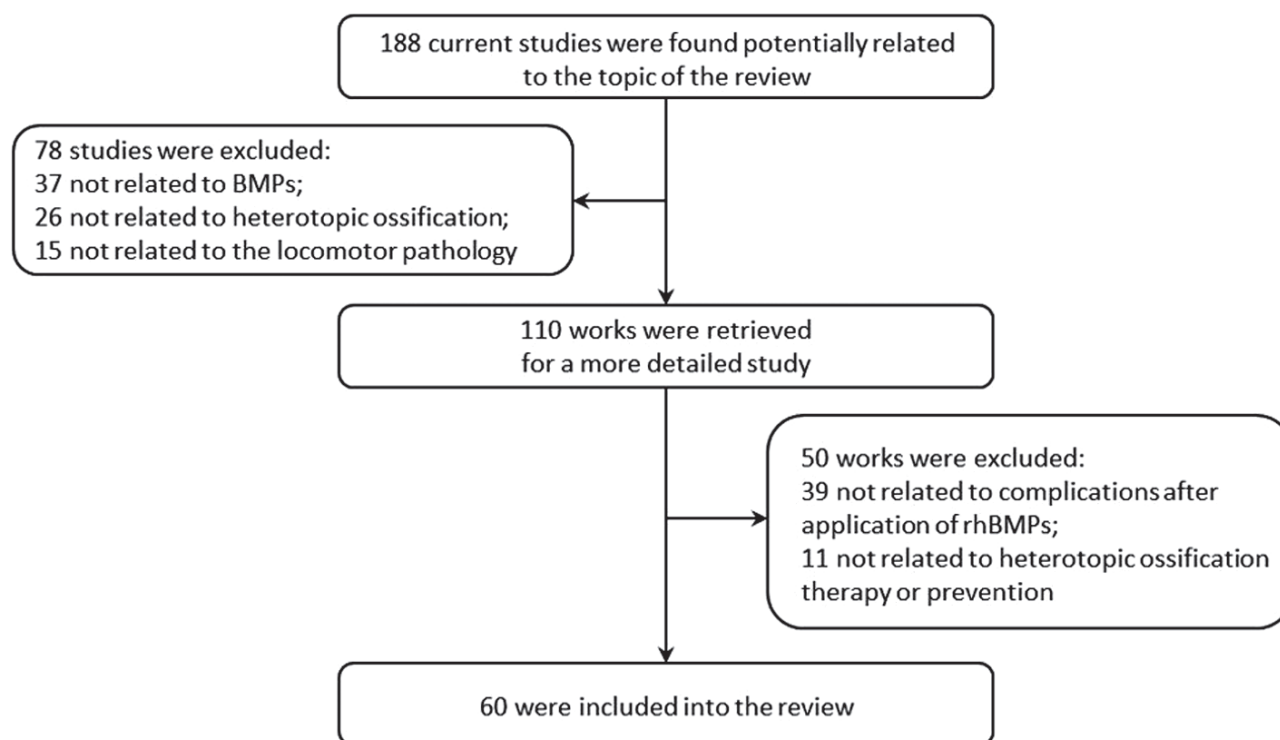 188 current studies were found potentially related
to the topic of the review
78 studies were excluded:
37 not related to BMPs;
26 not related to heterotopic ossification;
15 not related to the locomotor pathology
110 works were retrieved
for a more detailed study
50 works were excluded:
39 not related to complications after
application of rhBMPs;
11 not related to heterotopic ossification
therapy or prevention
60 were included into the review